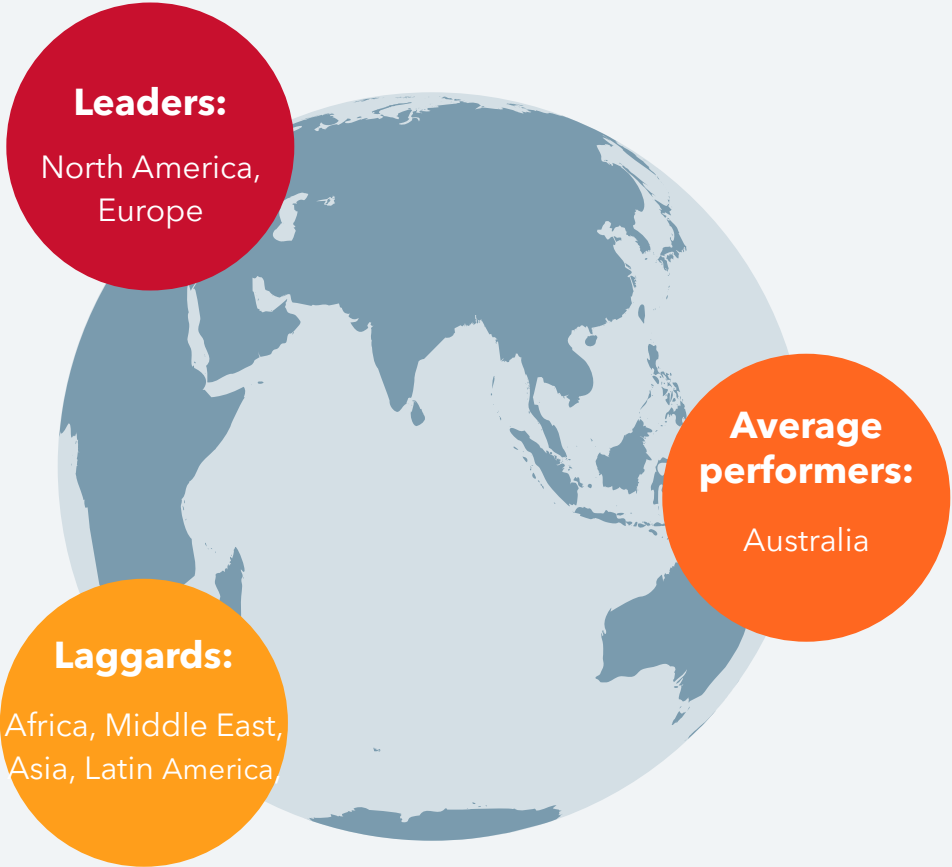 Leaders:
North America,
Europe
Average
performers:
Australia
Laggards:
Africa, Middle East,
Asia, Latin America.